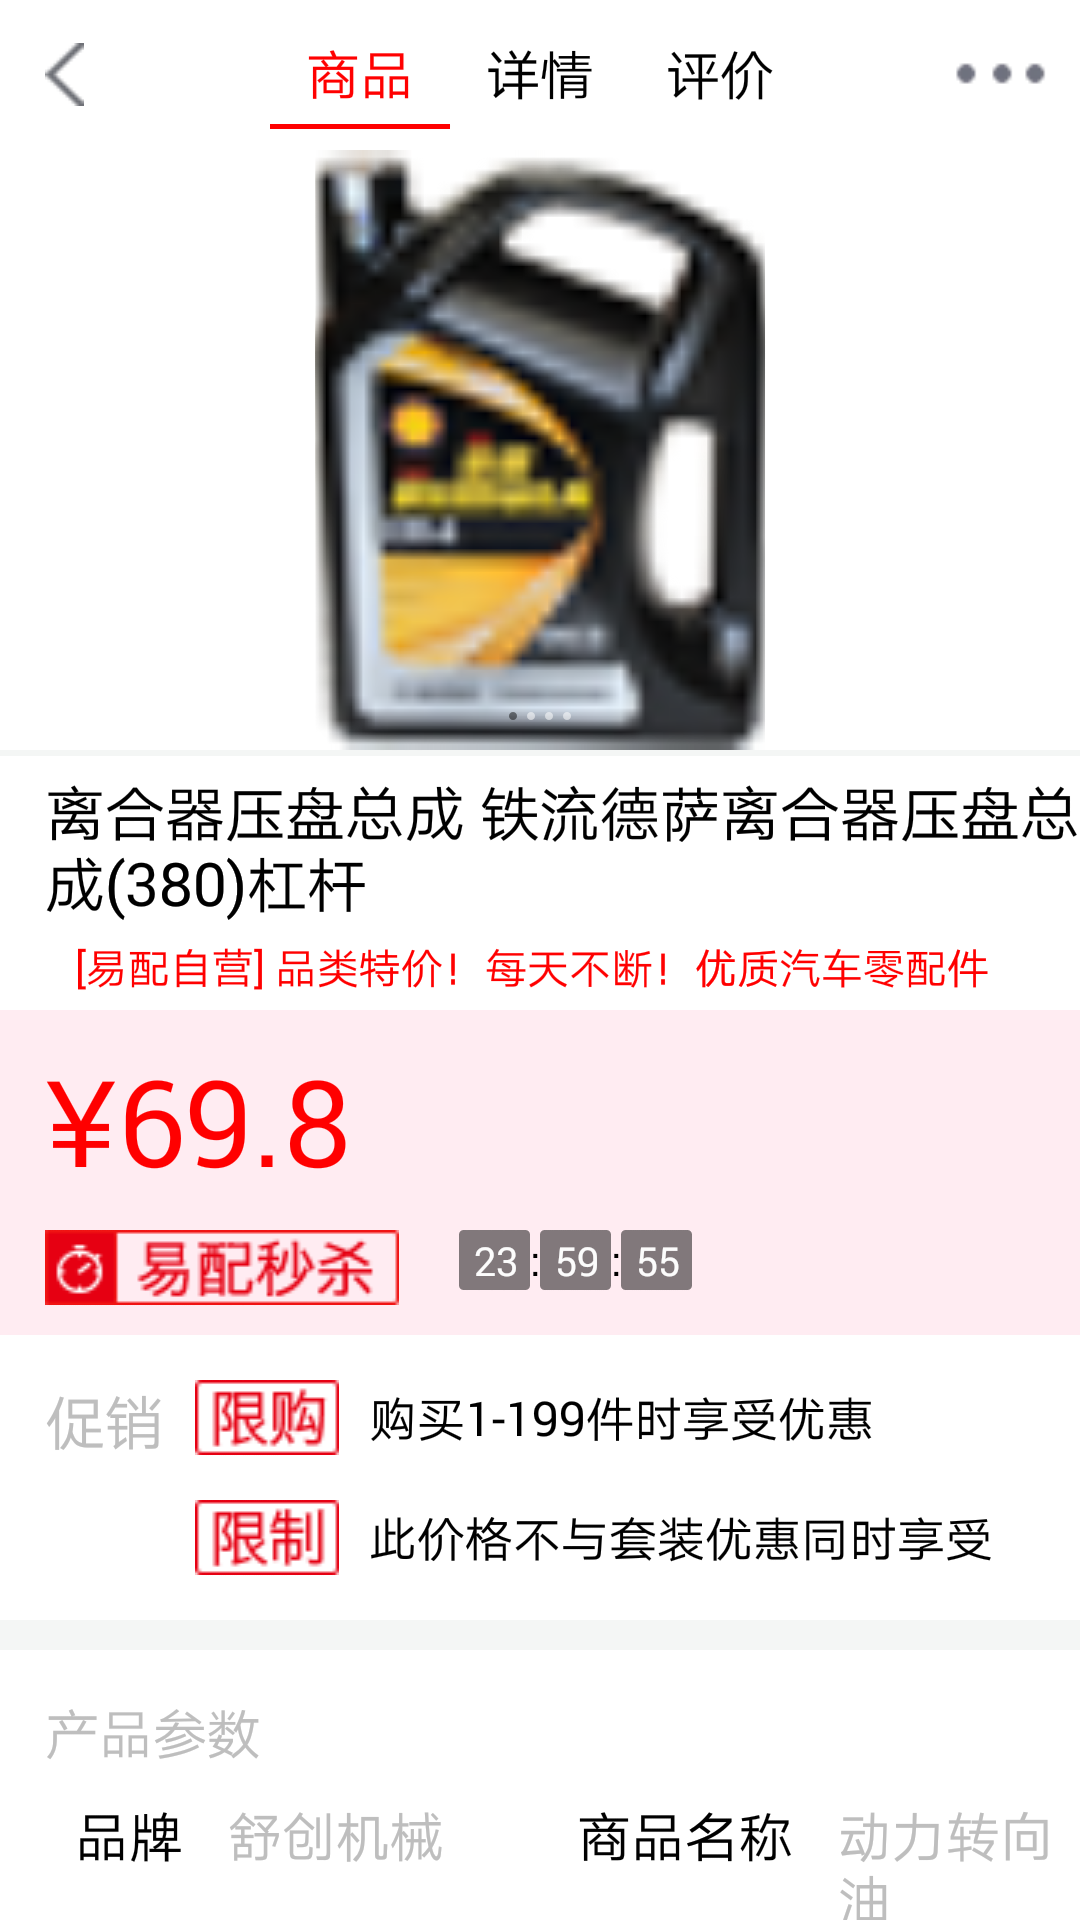 商品 详情 评价
离合器压盘总成 铁流德萨离合器压盘总
成(380)杠杆
[易配自营] 品类特价！每天不断！优质汽车零配件
¥69.8
易配秒杀 23:59:55
促销 限购 购买1-199件时享受优惠
限制 此价格不与套装优惠同时享受
产品参数
品牌 舒创机械 商品名称 动力转向
油